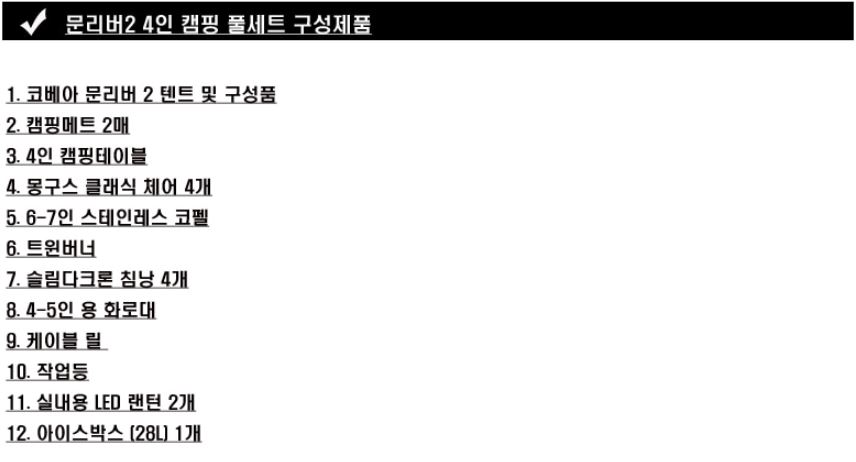 문리버2 4인 캠핑 풀세트 구성제품
1. 코베아 문리버 2 텐트 및 구성품
2. 캠핑메트 2매
3. 4인 캠핑테이블
4. 몽구스 클래식 체어 4개
5. 6-7인 스테인레스 코펠
6. 트윈버너
7. 슬림다크론 침낭 4개
8. 4-5인 용 화로대
9. 케이블 릴
10. 작업등
11. 실내용 LED 랜턴 2개
12. 아이스박스 (28L) 1개